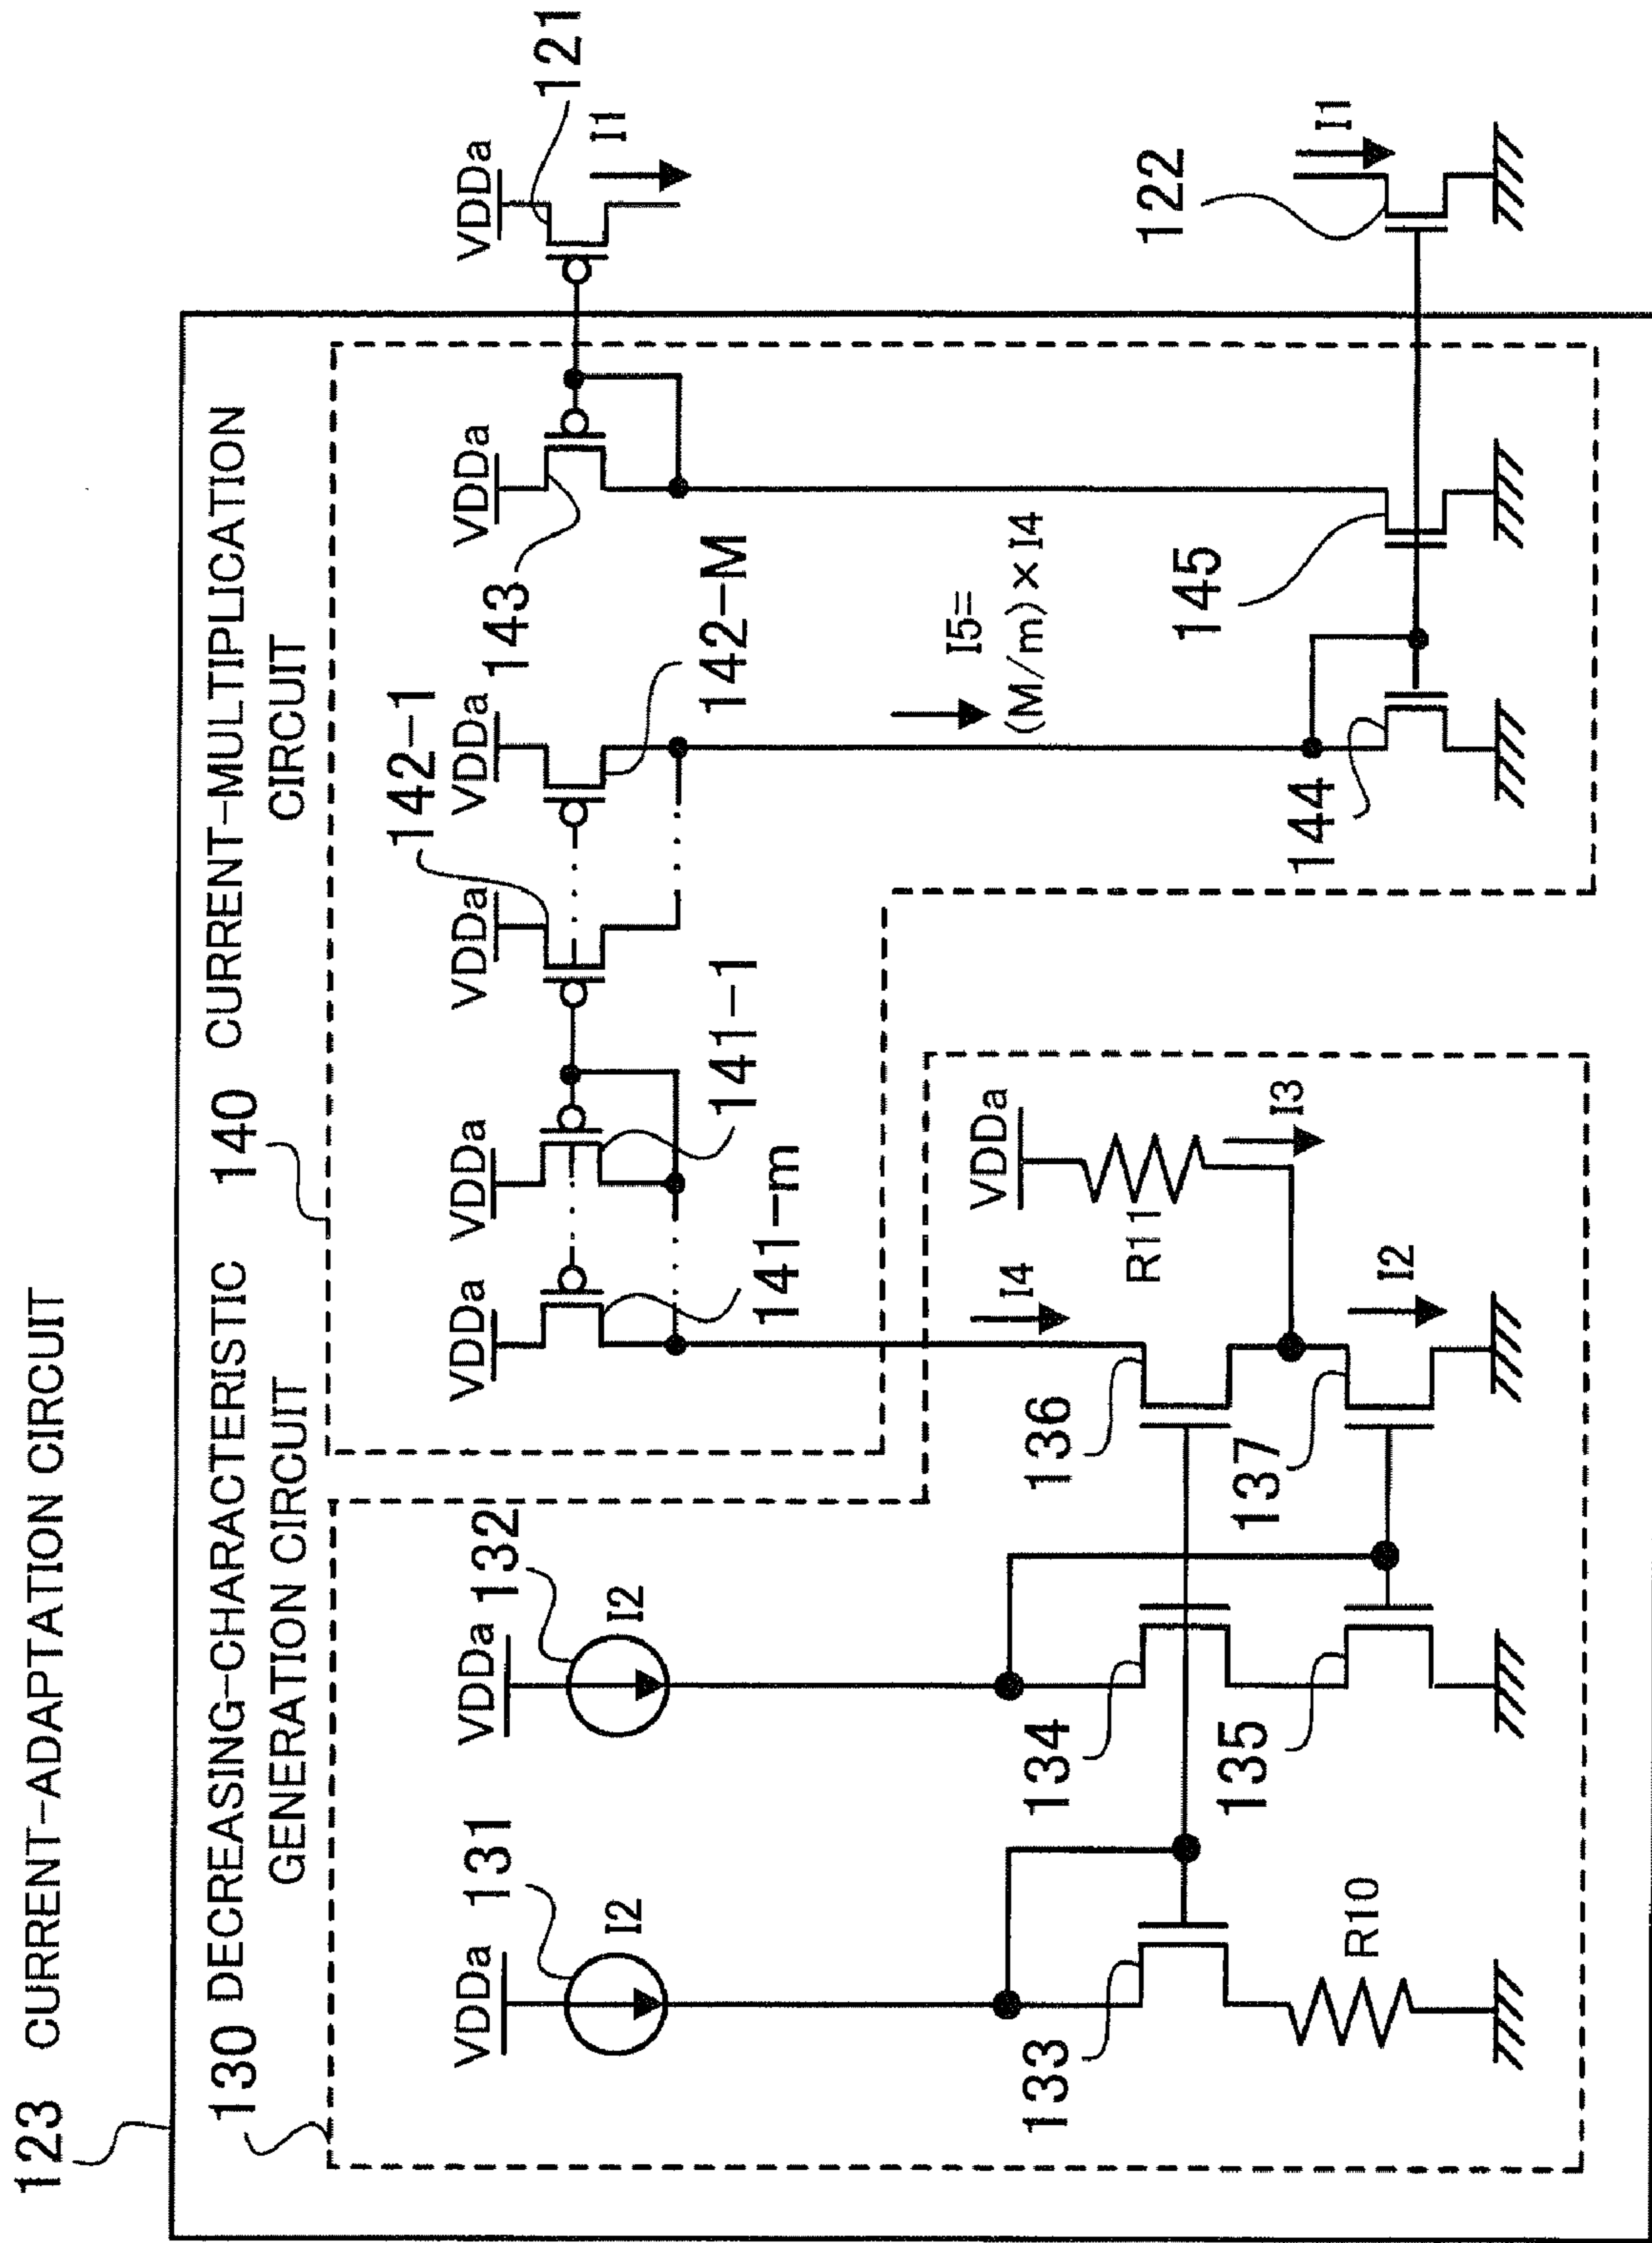 123 CURRENT-ADAPTATION CIRCUIT
130 DECREASING-CHARACTERISTIC
GENERATION CIRCUIT
140 CURRENT-MULTIPLICATION
CIRCUIT
VDDa
131
I2
VDDa
132
I2
133
R10
134
135
136
137
I4
I2
VDDa
R11
I3
VDDa
141-m
VDDa
141-1
VDDa
142-1
VDDa
142-M
VDDa
143
I5=
(M/m)×I4
144
145
VDDa
121
I1
122
I1